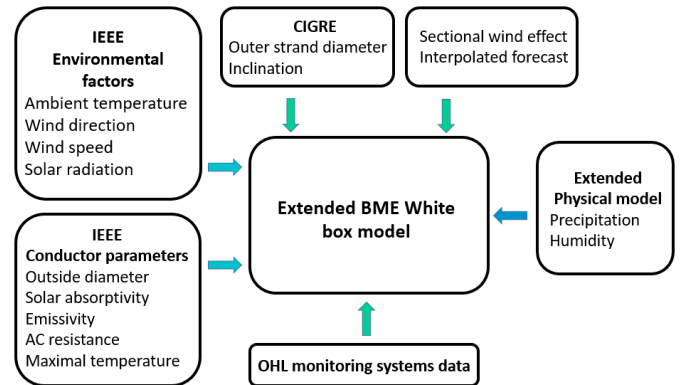 IEEE
Environmental
factors
Ambient temperature
Wind direction
Wind speed
Solar radiation
CIGRE
Outer strand diameter
Inclination
Sectional wind effect
Interpolated forecast
Extended BME White
box model
Extended
Physical model
Precipitation
Humidity
IEEE
Conductor parameters
Outside diameter
Solar absorptivity
Emissivity
AC resistance
Maximal temperature
OHL monitoring systems data